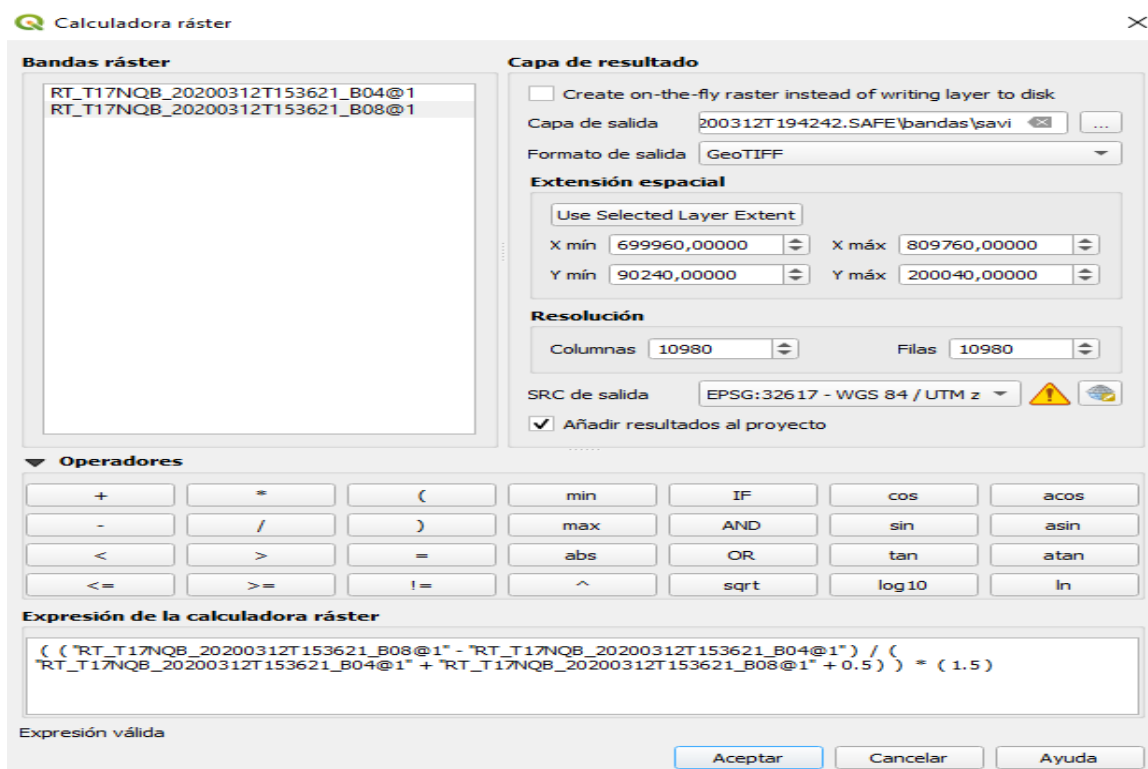 Calculadora ráster
Bandas ráster
RT_T17NQB_20200312T153621_B04@1
RT_T17NQB_20200312T153621_B08@1
Capa de resultado
Create on-the-fly raster instead of writing layer to disk
Capa de salida 200312T194242.SAFE\bandas\savi ...
Formato de salida GeoTIFF
Extensión espacial
Use Selected Layer Extent
X mín 699960,00000 X máx 809760,00000
Y mín 90240,00000 Y máx 200040,00000
Resolución
Columnas 10980 Filas 10980
SRC de salida EPSG:32617 - WGS 84 / UTM z
Añadir resultados al proyecto
Operadores
+ * ( min IF cos acos
- / ) max AND sin asin
< > = abs OR tan atan
<= >= != ^ sqrt log10 ln
Expresión de la calculadora ráster
( ( "RT_T17NQB_20200312T153621_B08@1" - "RT_T17NQB_20200312T153621_B04@1") / (
"RT_T17NQB_20200312T153621_B04@1" + "RT_T17NQB_20200312T153621_B08@1" + 0.5) ) * ( 1.5 )
Expresión válida
Aceptar Cancelar Ayuda